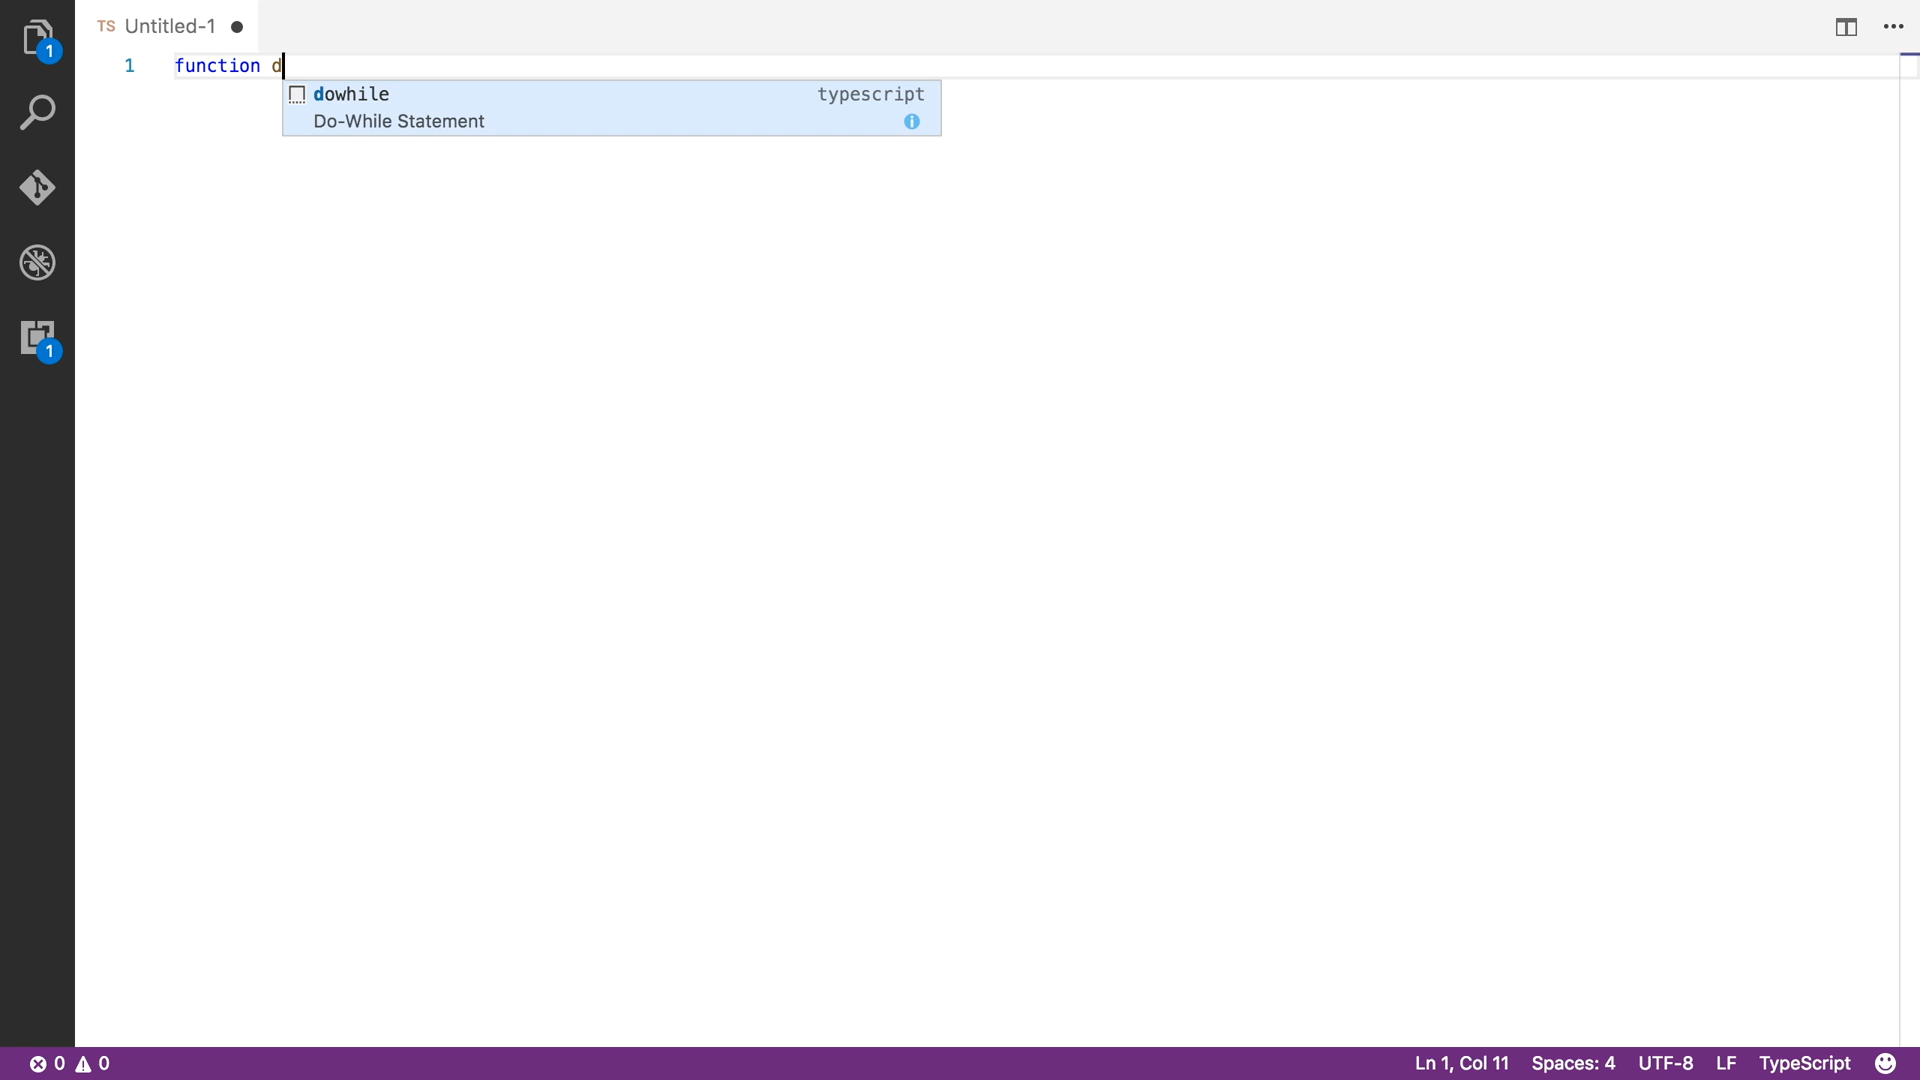 TS Untitled-1
1
1 function d
dowhile typescript
Do-While Statement
1
0 0 Ln 1, Col 11 Spaces: 4 UTF-8 LF TypeScript